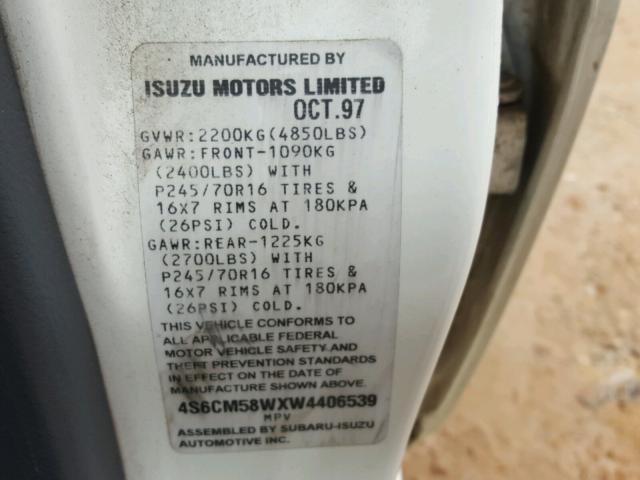 MANUFACTURED BY
ISUZU MOTORS LIMITED
OCT.97
GVWR:2200KG(4850LBS)
GAWR:FRONT-1090KG
(2400LBS) WITH
P245/70R16 TIRES &
16X7 RIMS AT 180KPA
(26PSI) COLD.
GAWR:REAR-1225KG
(2700LBS) WITH
P245/70R16 TIRES &
16X7 RIMS AT 180KPA
(26PSI) COLD.
THIS VEHICLE CONFORMS TO
ALL APPLICABLE FEDERAL
MOTOR VEHICLE SAFETY AND
THEFT PREVENTION STANDARDS
IN EFFECT ON THE DATE OF
MANUFACTURE SHOWN ABOVE.
4S6CM58WXW4406539
MPV
ASSEMBLED BY SUBARU-ISUZU
AUTOMOTIVE INC.